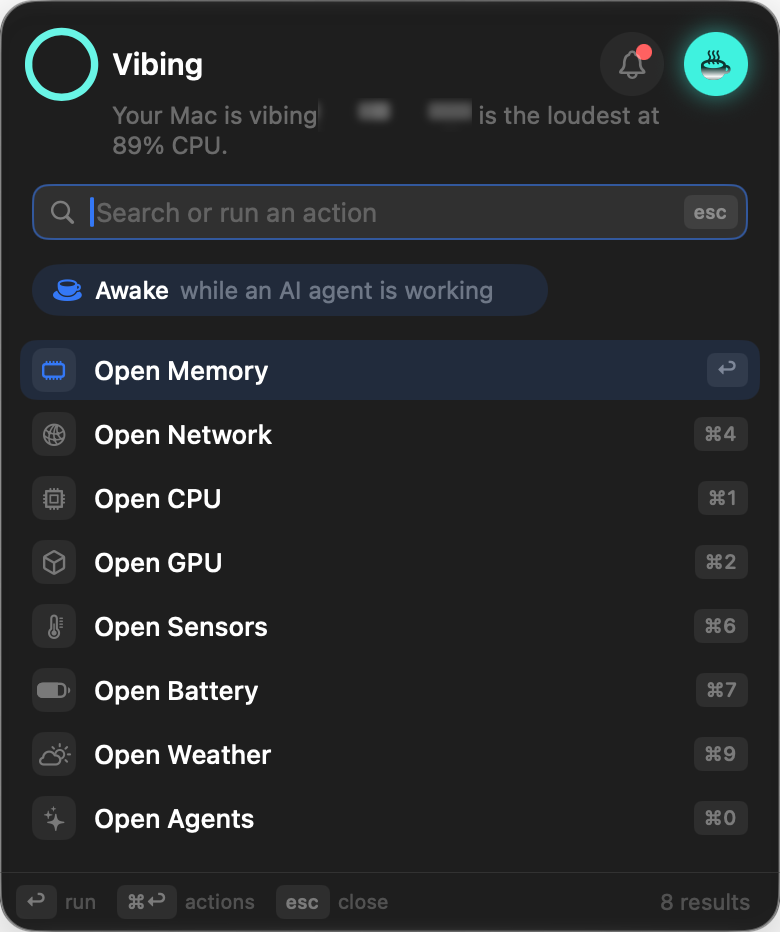 Vibing
Your Mac is vibing is the loudest at
89% CPU.
Search or run an action esc
Awake while an AI agent is working
Open Memory ↩
Open Network ⌘4
Open CPU ⌘1
Open GPU ⌘2
Open Sensors ⌘6
Open Battery ⌘7
Open Weather ⌘9
Open Agents ⌘0
↩ run ⌘↩ actions esc close 8 results